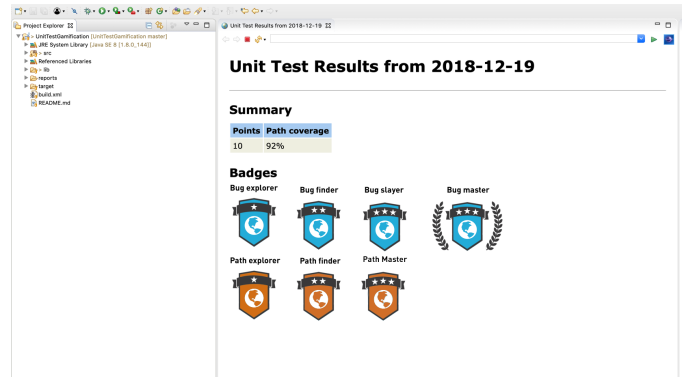 Project Explorer
UnitTestGamification [UnitTestGamification master]
JRE System Library [Java SE 8 [1.8.0_144]]
> src
Referenced Libraries
> lib
reports
target
build.xml
README.md
Unit Test Results from 2018-12-19
Unit Test Results from 2018-12-19
Summary
Points Path coverage
10 92%
Badges
Bug explorer Bug finder Bug slayer Bug master
Path explorer Path finder Path Master